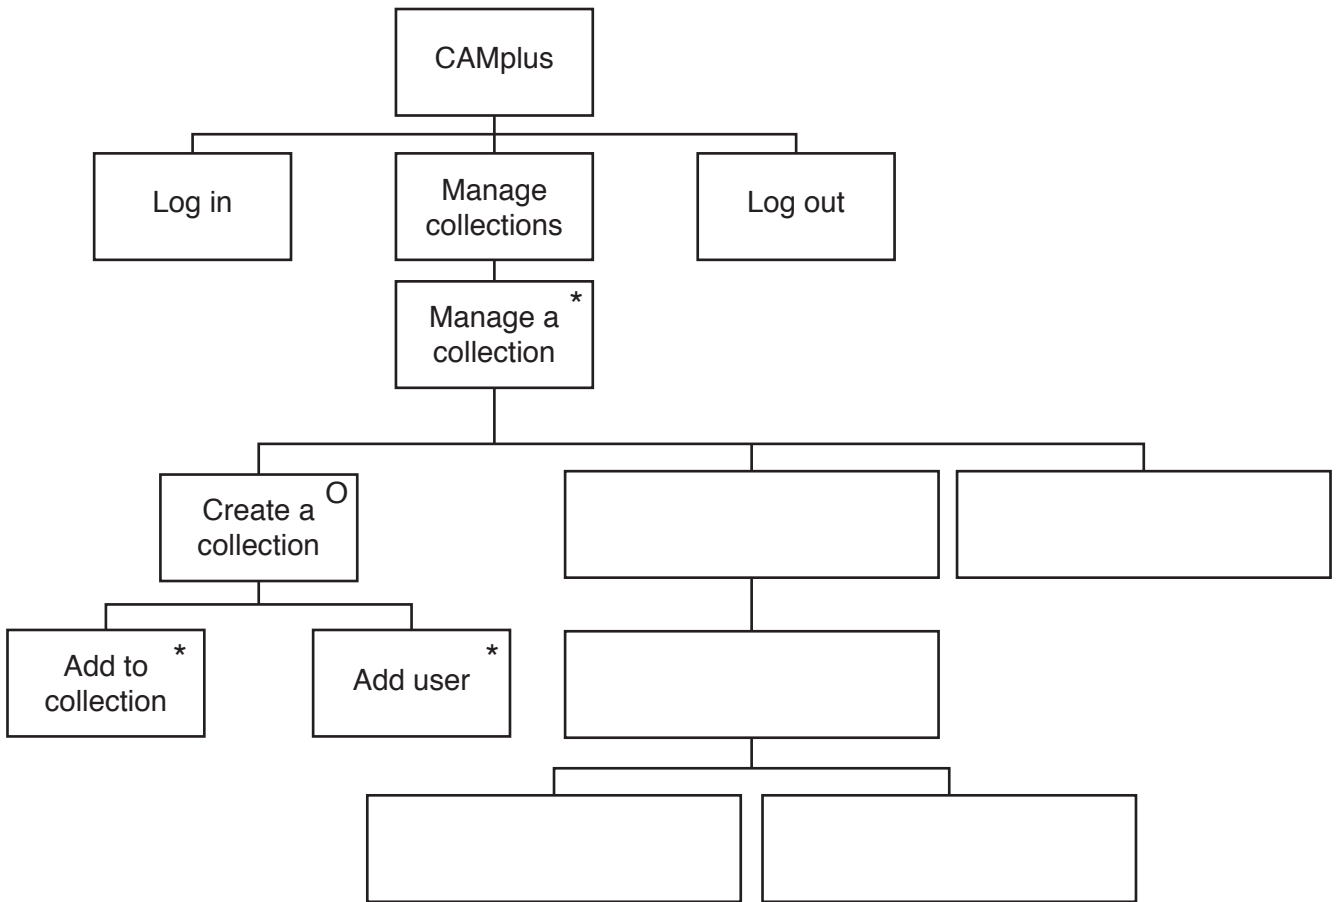 CAMplus
Log in
Manage
collections
Log out
Manage a *
collection
Create a O
collection
Add to *
collection
Add user *